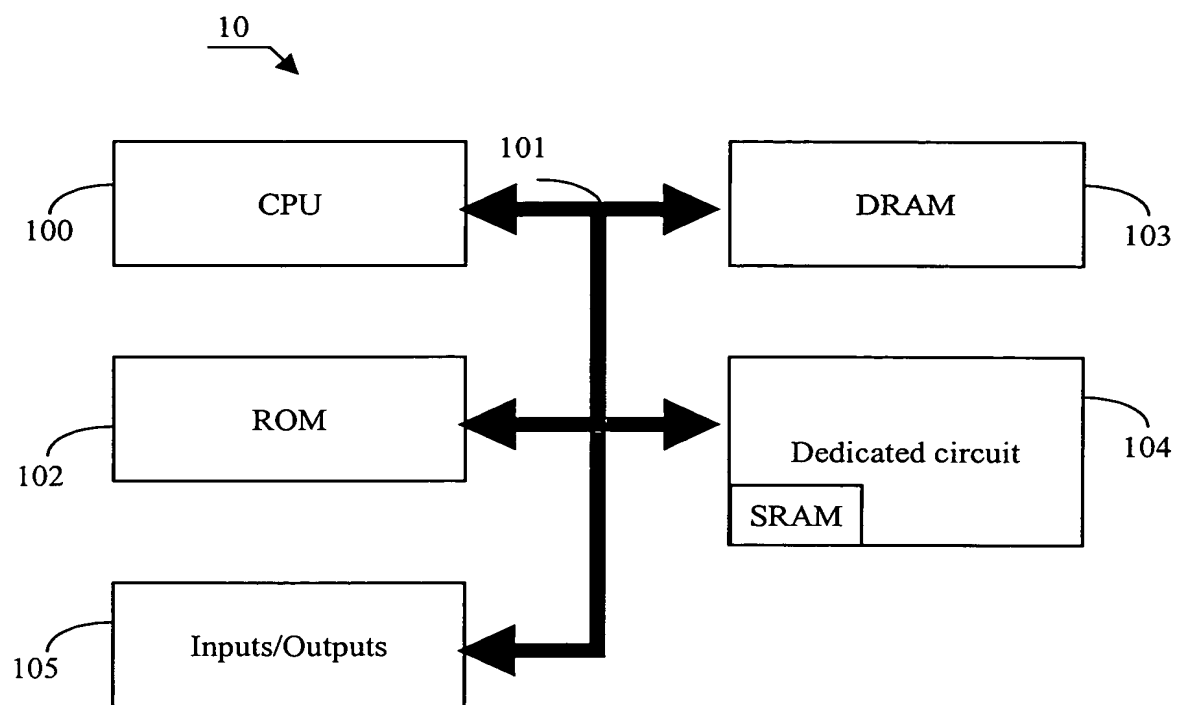 10
101
CPU
DRAM
100
103
ROM
Dedicated circuit
104
102
SRAM
Inputs/Outputs
105